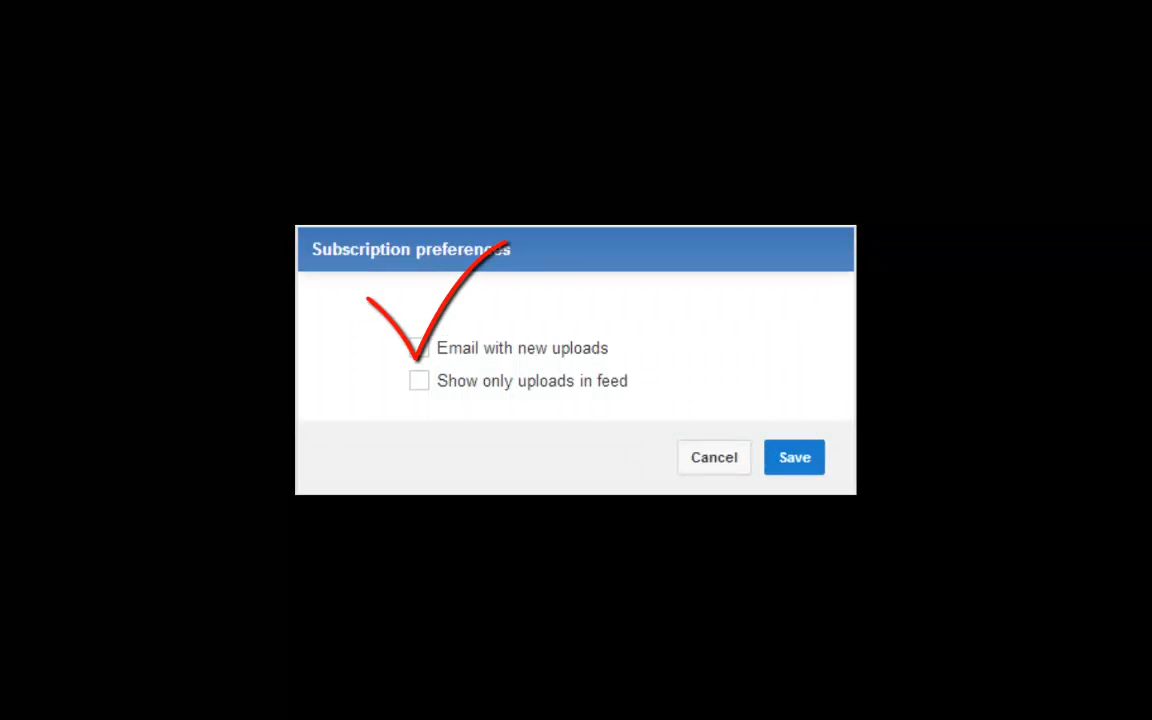 Subscription preferences
Email with new uploads
Show only uploads in feed
Cancel
Save